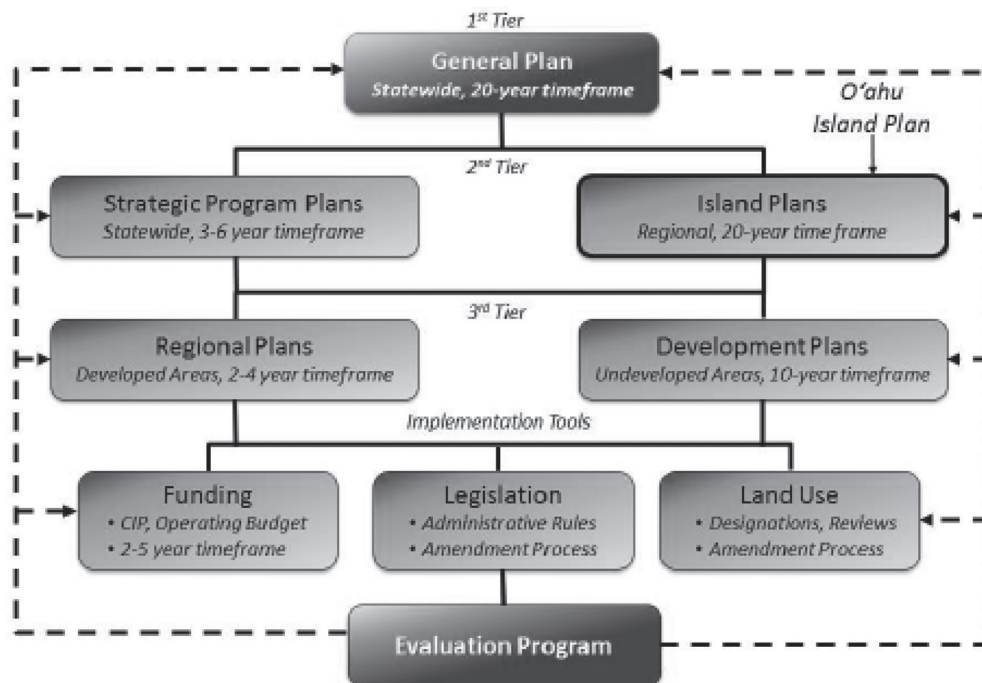 1st Tier
General Plan
Statewide, 20-year timeframe
O‘ahu
Island Plan
2nd Tier
Strategic Program Plans
Statewide, 3-6 year timeframe
Island Plans
Regional, 20-year time frame
3rd Tier
Regional Plans
Developed Areas, 2-4 year timeframe
Development Plans
Undeveloped Areas, 10-year timeframe
Implementation Tools
Funding
• CIP, Operating Budget
• 2-5 year timeframe
Legislation
• Administrative Rules
• Amendment Process
Land Use
• Designations, Reviews
• Amendment Process
Evaluation Program